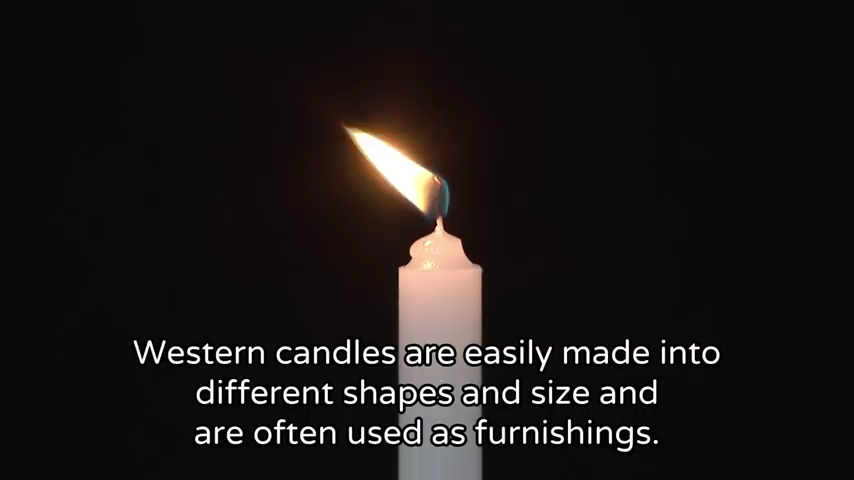 Western candles are easily made into
different shapes and size and
are often used as furnishings.